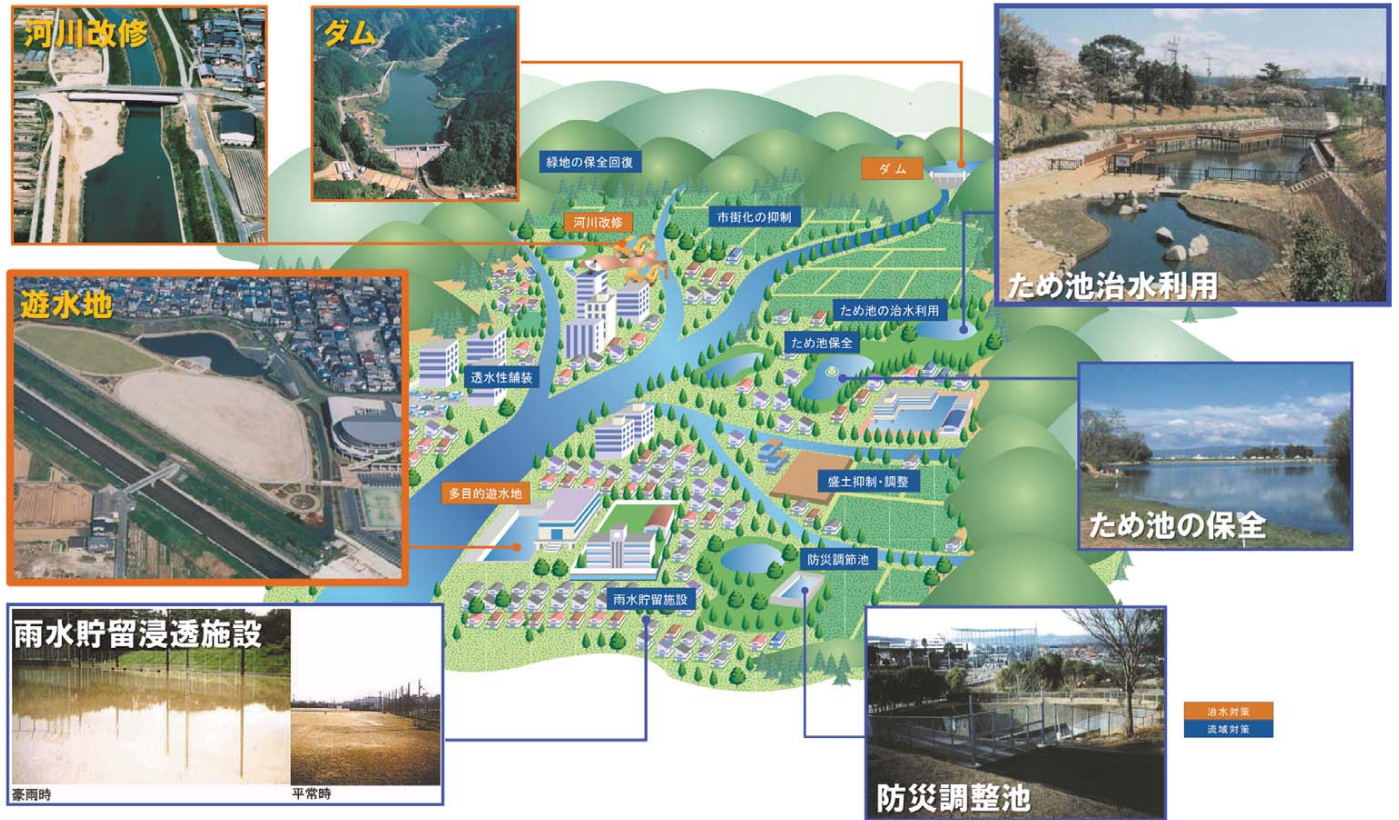 河川改修
ダム
緑地の保全回復
ダム
河川改修
市街化の抑制
ため池治水利用
遊水地
ため池の治水利用
ため池保全
透水性舗装
盛土抑制・調整
多目的遊水地
ため池の保全
防災調節池
雨水貯留施設
雨水貯留浸透施設
豪雨時
平常時
治水対策
流域対策
防災調整池